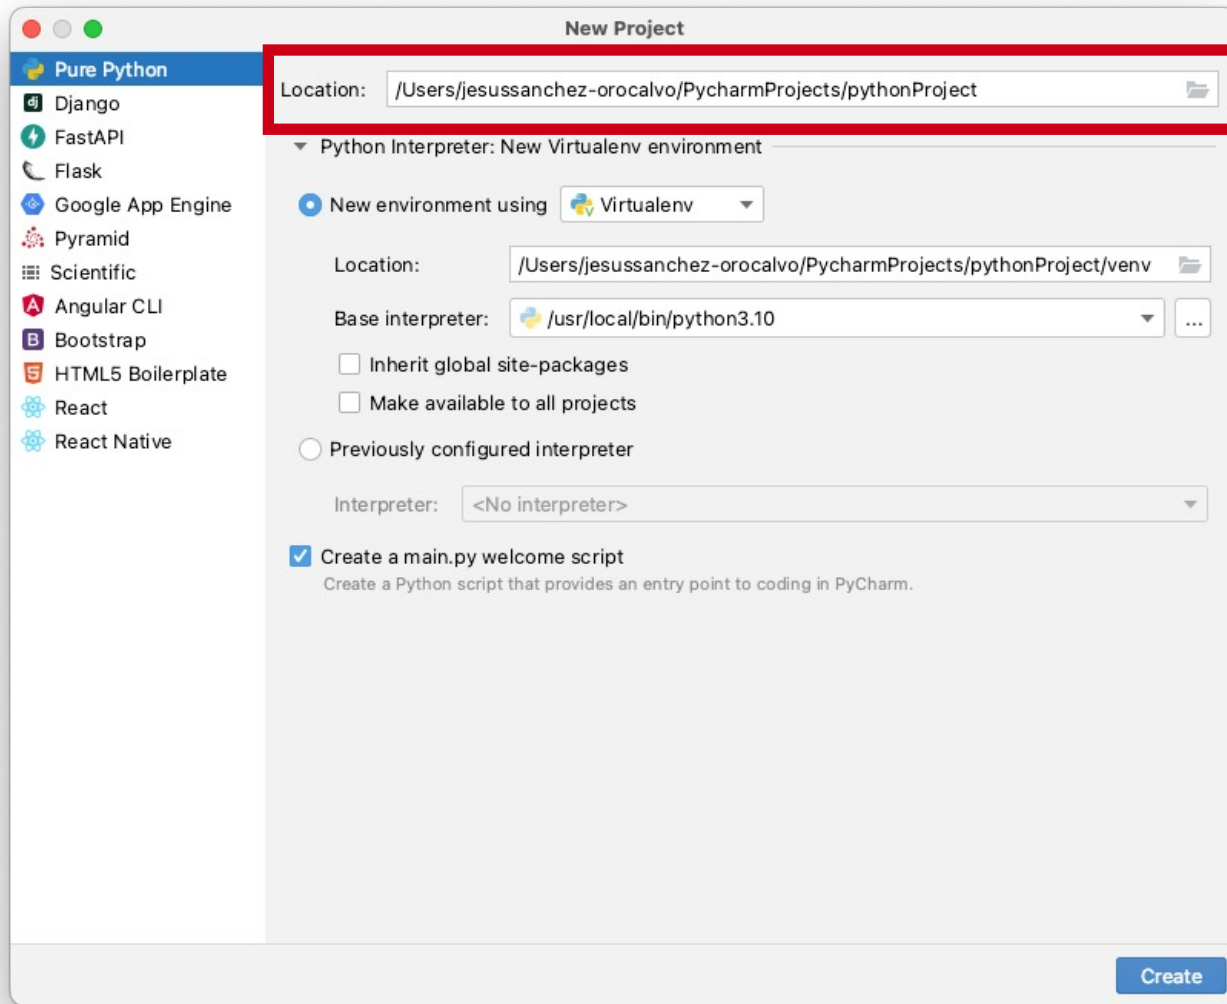 New Project
Pure Python
Django
FastAPI
Flask
Google App Engine
Pyramid
Scientific
Angular CLI
Bootstrap
HTML5 Boilerplate
React
React Native
Location: /Users/jesussanchez-orocalvo/PycharmProjects/pythonProject
Python Interpreter: New Virtualenv environment
New environment using Virtualenv
Location: /Users/jesussanchez-orocalvo/PycharmProjects/pythonProject/venv
Base interpreter: /usr/local/bin/python3.10 ...
Inherit global site-packages
Make available to all projects
Previously configured interpreter
Interpreter: <No interpreter>
Create a main.py welcome script
Create a Python script that provides an entry point to coding in PyCharm.
Create